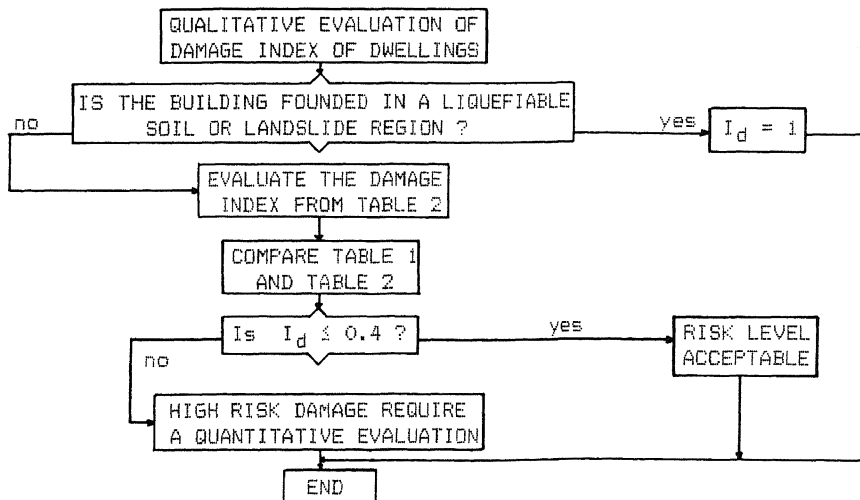 QUALITATIVE EVALUATION OF
DAMAGE INDEX OF DWELLINGS
IS THE BUILDING FOUNDED IN A LIQUEFIABLE
SOIL OR LANDSLIDE REGION ?
no
yes
I_d = 1
EVALUATE THE DAMAGE
INDEX FROM TABLE 2
COMPARE TABLE 1
AND TABLE 2
Is I_d ≤ 0.4 ?
yes
no
RISK LEVEL
ACCEPTABLE
HIGH RISK DAMAGE REQUIRE
A QUANTITATIVE EVALUATION
END